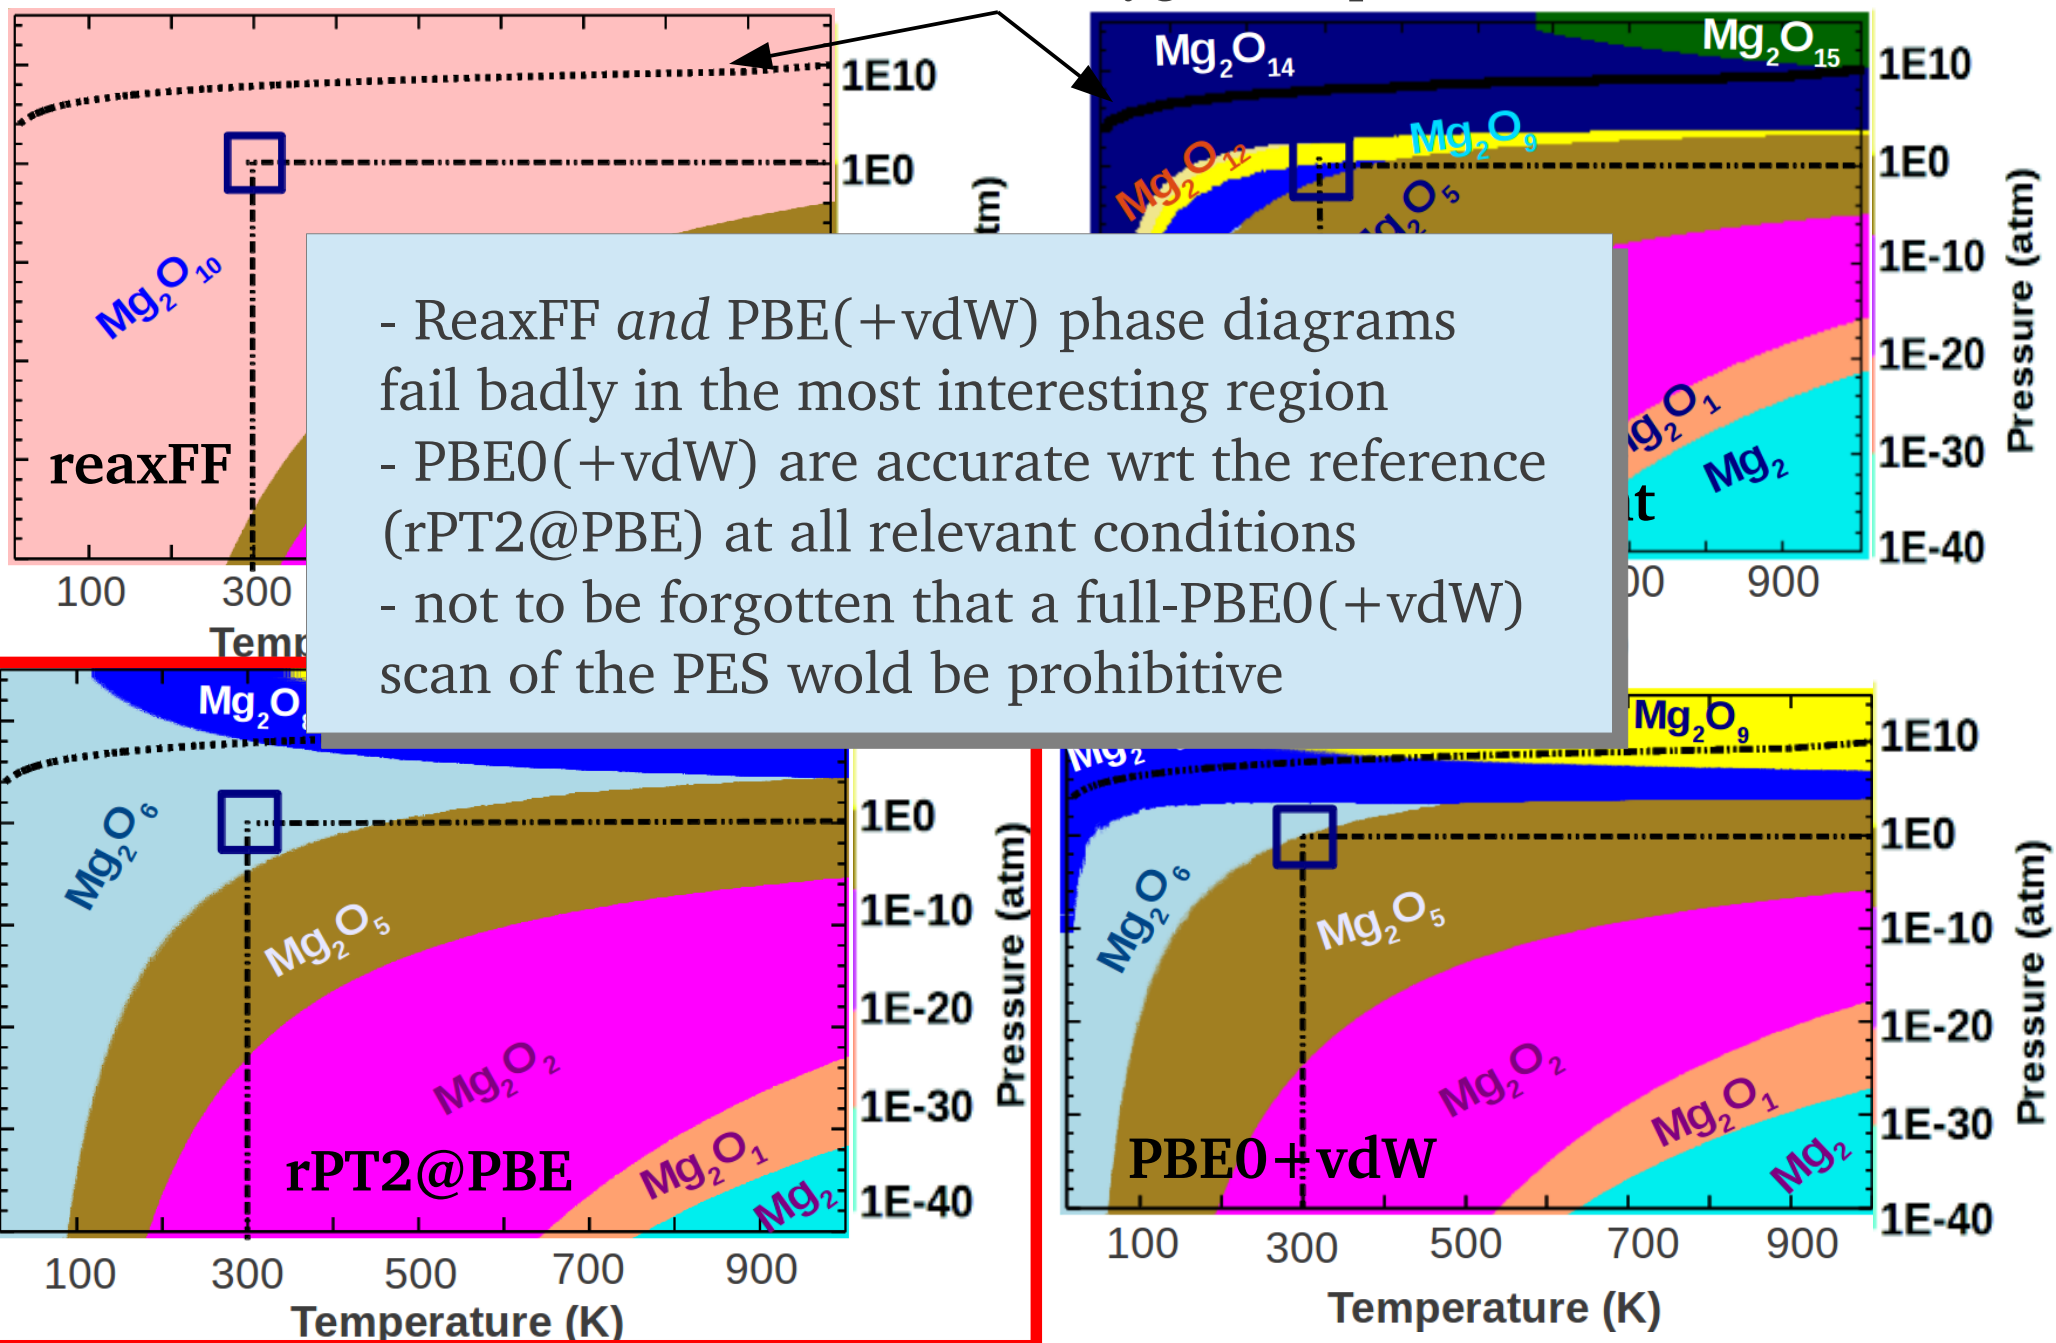 Mg2O14
Mg2O15
1E10
1E10
Mg2O12
Mg2O9
1E0
1E0
Mg2O5
Mg2O10
1E-10
Pressure (atm)
1E-20
reaxFF
Mg2O1
Mg2
1E-30
1E-40
100
300
900
- ReaxFF and PBE(+vdW) phase diagrams
fail badly in the most interesting region
- PBE0(+vdW) are accurate wrt the reference
(rPT2@PBE) at all relevant conditions
- not to be forgotten that a full-PBE0(+vdW)
scan of the PES wold be prohibitive
Mg2O9
1E10
1E0
1E0
Mg2O6
Mg2O5
Mg2O6
Mg2O5
1E-10
1E-10
Pressure (atm)
Pressure (atm)
1E-20
1E-20
Mg2O2
Mg2O2
1E-30
1E-30
Mg2O1
Mg2O1
rPT2@PBE
PBE0+vdW
Mg2
Mg2
1E-40
1E-40
100 300 500 700 900
100 300 500 700 900
Temperature (K)
Temperature (K)